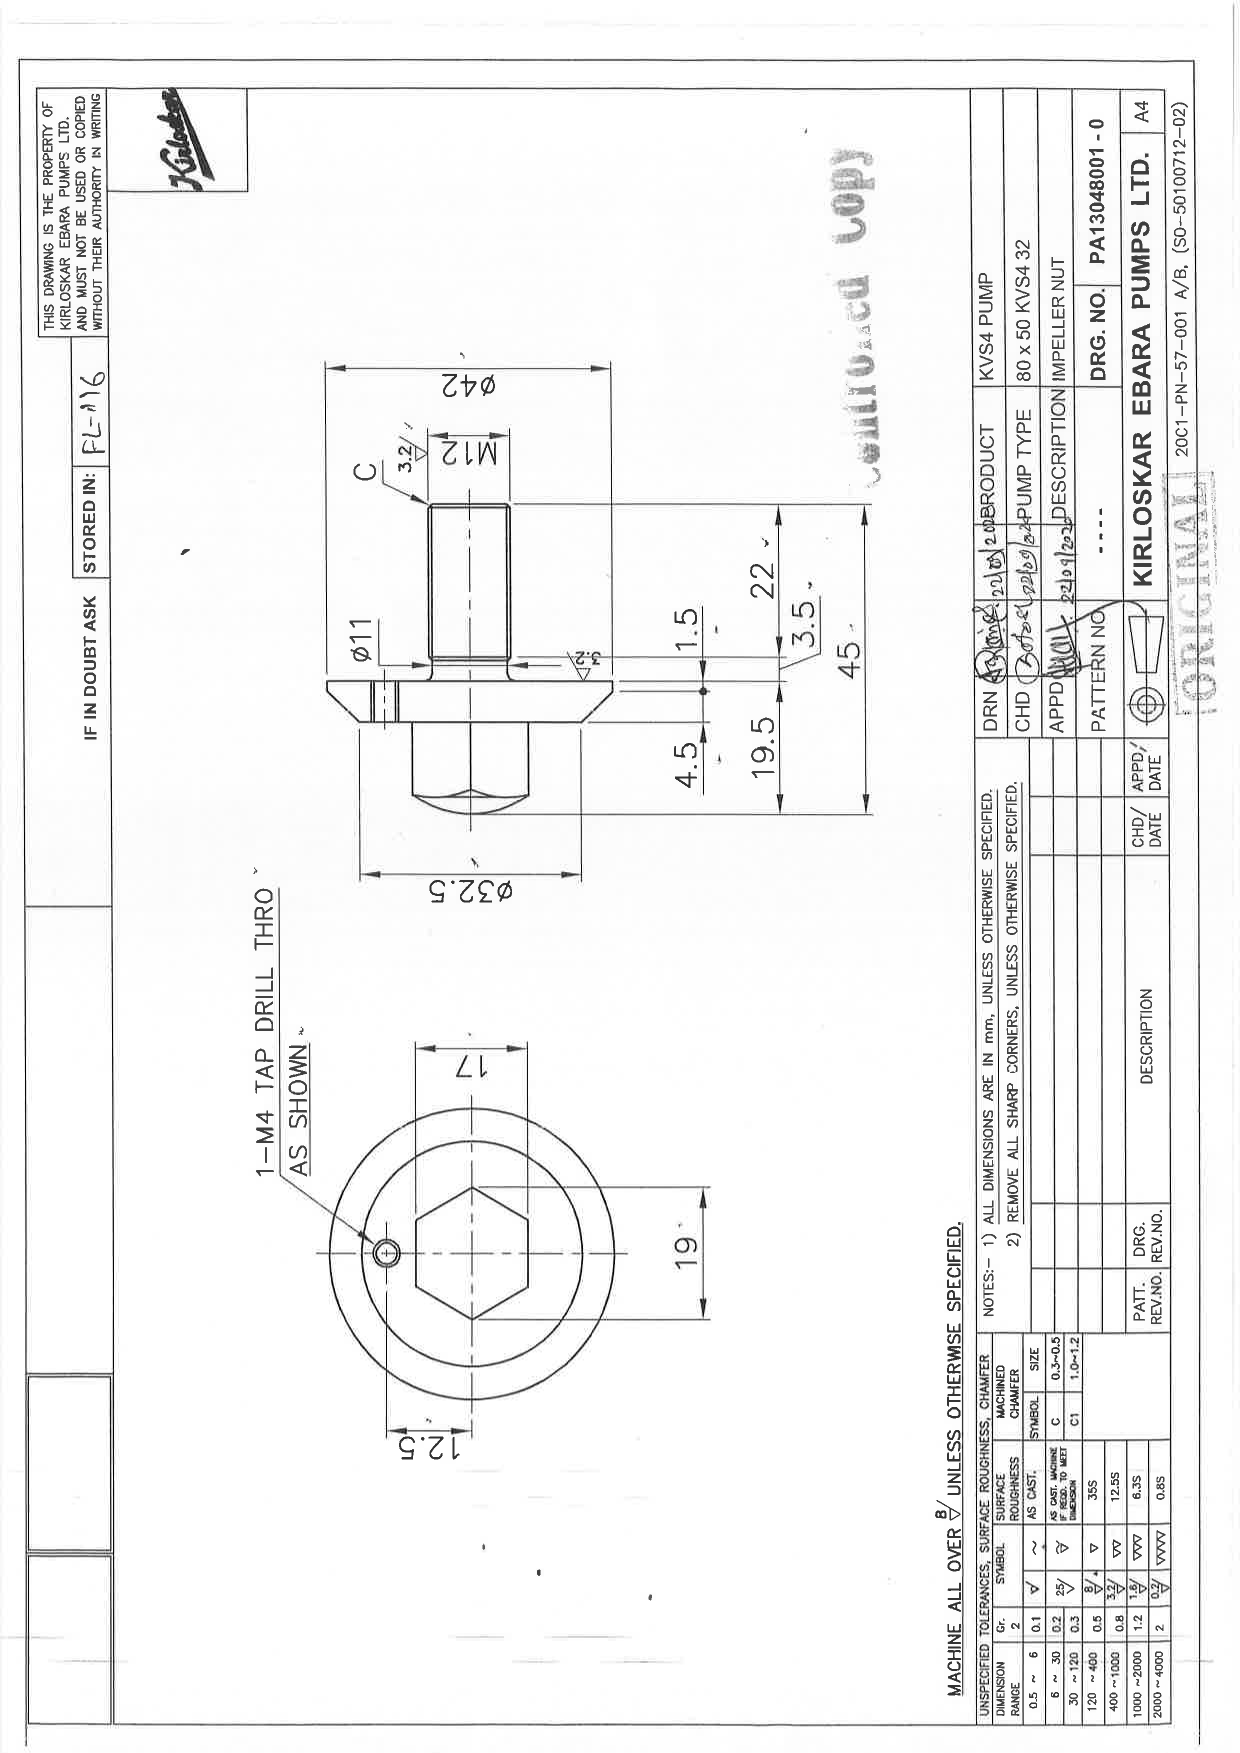 THIS DRAWING IS THE PROPERTY OF
KIRLOSKAR EBARA PUMPS LTD.
AND MUST NOT BE USED OR COPIED
WITHOUT THEIR AUTHORITY IN WRITING
Kirloskar
IF IN DOUBT ASK
STORED IN:
FL-116
1-M4 TAP DRILL THRO
AS SHOWN
12.5
17
19
ø32.5
ø42
M12
C
3.2
ø11
3.2
4.5
1.5
19.5
22
3.5
45
Controlled Copy
MACHINE ALL OVER 8 UNLESS OTHERWISE SPECIFIED.
UNSPECIFIED TOLERANCES, SURFACE ROUGHNESS, CHAMFER
DIMENSION RANGE
Gr. 2
SYMBOL
SURFACE ROUGHNESS
MACHINED CHAMFER
0.5 ~ 6 0.1 ~ AS CAST. SYMBOL SIZE
6 ~ 30 0.2 25 ~ AS CAST. MACHINE IF REQD. TO MEET DIMENSION C 0.3~0.5
30 ~ 120 0.3 C1 1.0~1.2
120 ~ 400 0.5 8 ▽ 35S
400 ~ 1000 0.8 3.2 ▽▽ 12.5S
1000 ~ 2000 1.2 1.6 ▽▽▽ 6.3S
2000 ~ 4000 2 0.2 ▽▽▽▽ 0.8S
NOTES:- 1) ALL DIMENSIONS ARE IN mm, UNLESS OTHERWISE SPECIFIED.
2) REMOVE ALL SHARP CORNERS, UNLESS OTHERWISE SPECIFIED.
PATT. REV.NO.
DRG. REV.NO.
DESCRIPTION
CHD/ DATE
APPD/ DATE
DRN 22/09/2020 PRODUCT KVS4 PUMP
CHD 22/09/2020 PUMP TYPE 80 x 50 KVS4 32
APPD 22/09/2020 DESCRIPTION IMPELLER NUT
PATTERN NO. ---- DRG. NO. PA13048001 - 0
KIRLOSKAR EBARA PUMPS LTD. A4
20C1-PN-57-001 A/B, (SO-50100712-02)
ORIGINAL